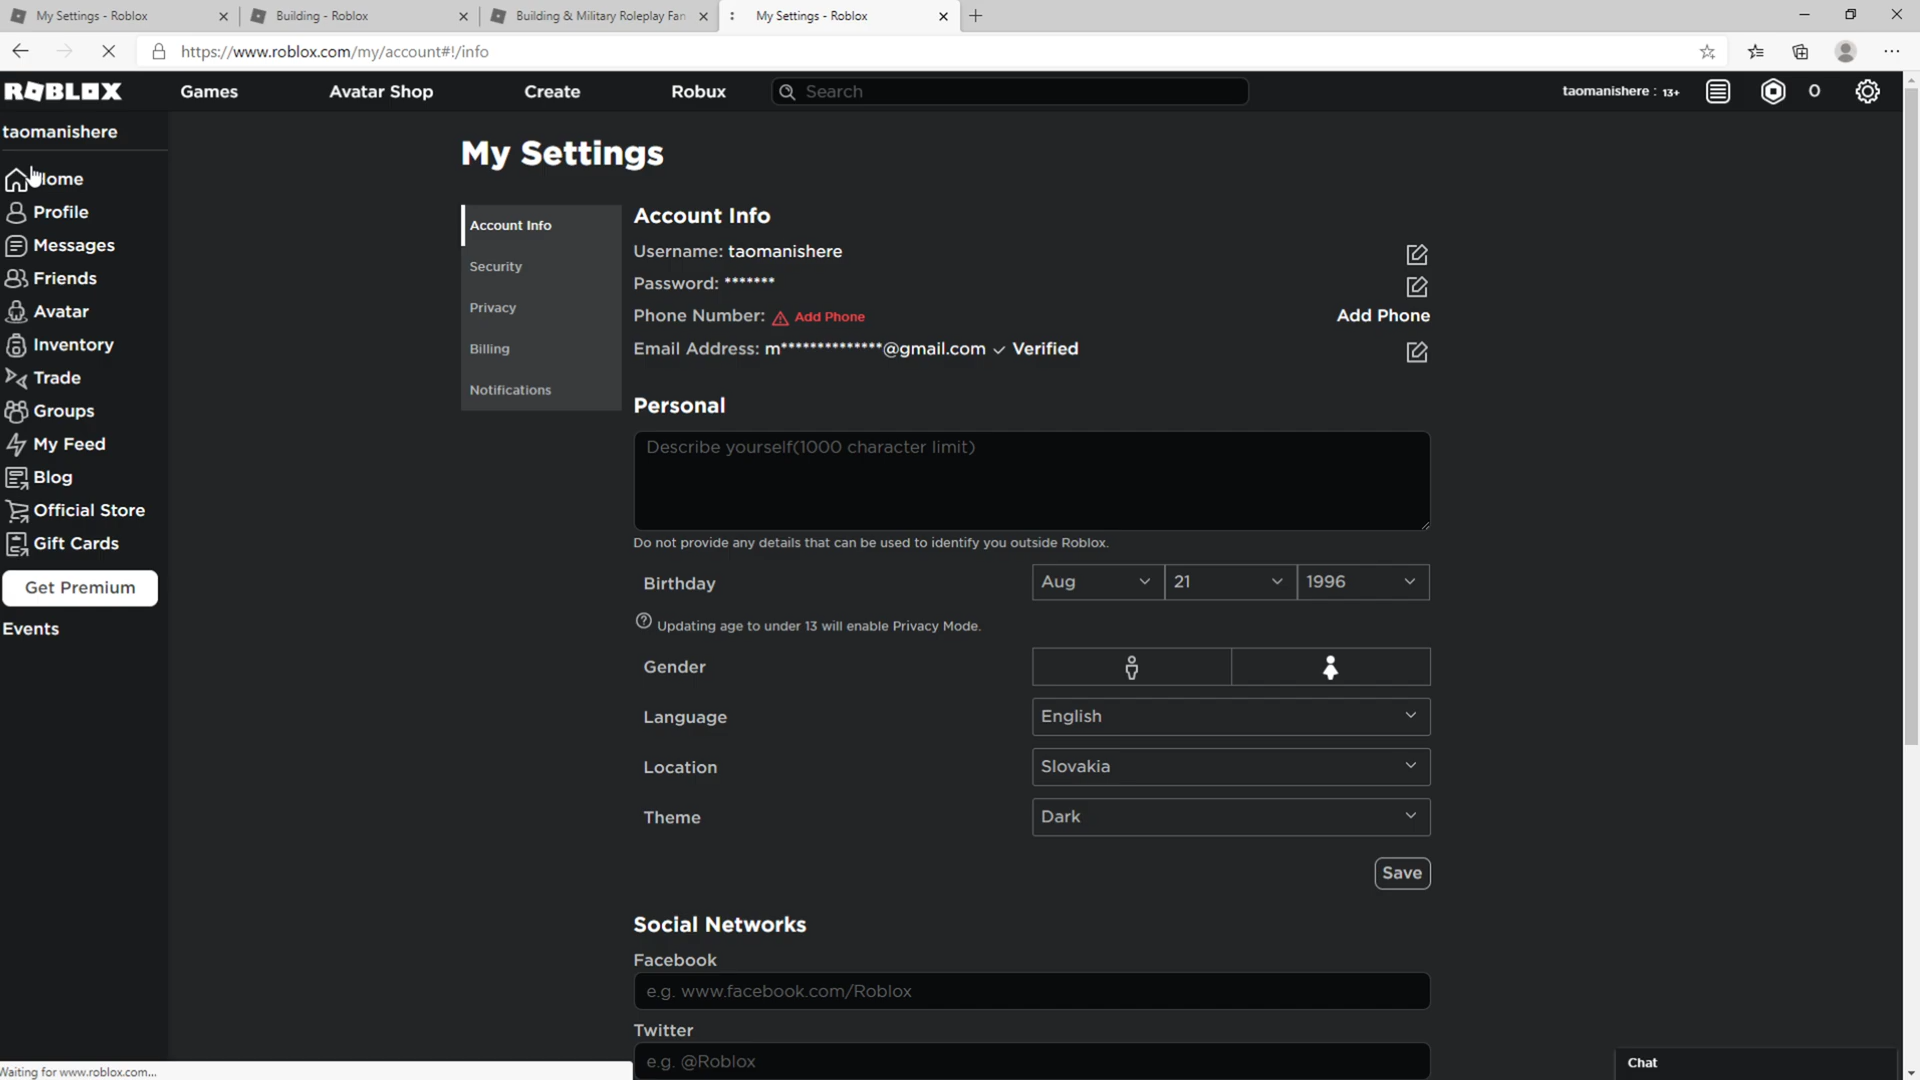 My Settings - Roblox
Building - Roblox
Building & Military Roleplay Fan
My Settings - Roblox
https://www.roblox.com/my/account#!/info
ROBLOX
Games
Avatar Shop
Create
Robux
Search
taomanishere : 13+
0
taomanishere
Home
Profile
Messages
Friends
Avatar
Inventory
Trade
Groups
My Feed
Blog
Official Store
Gift Cards
Get Premium
Events
My Settings
Account Info
Security
Privacy
Billing
Notifications
Account Info
Username: taomanishere
Password: *******
Phone Number: Add Phone
Add Phone
Email Address: m**************@gmail.com ✓ Verified
Personal
Describe yourself(1000 character limit)
Do not provide any details that can be used to identify you outside Roblox.
Birthday
Aug
21
1996
Updating age to under 13 will enable Privacy Mode.
Gender
Language
English
Location
Slovakia
Theme
Dark
Save
Social Networks
Facebook
e.g. www.facebook.com/Roblox
Twitter
e.g. @Roblox
Chat
Waiting for www.roblox.com...